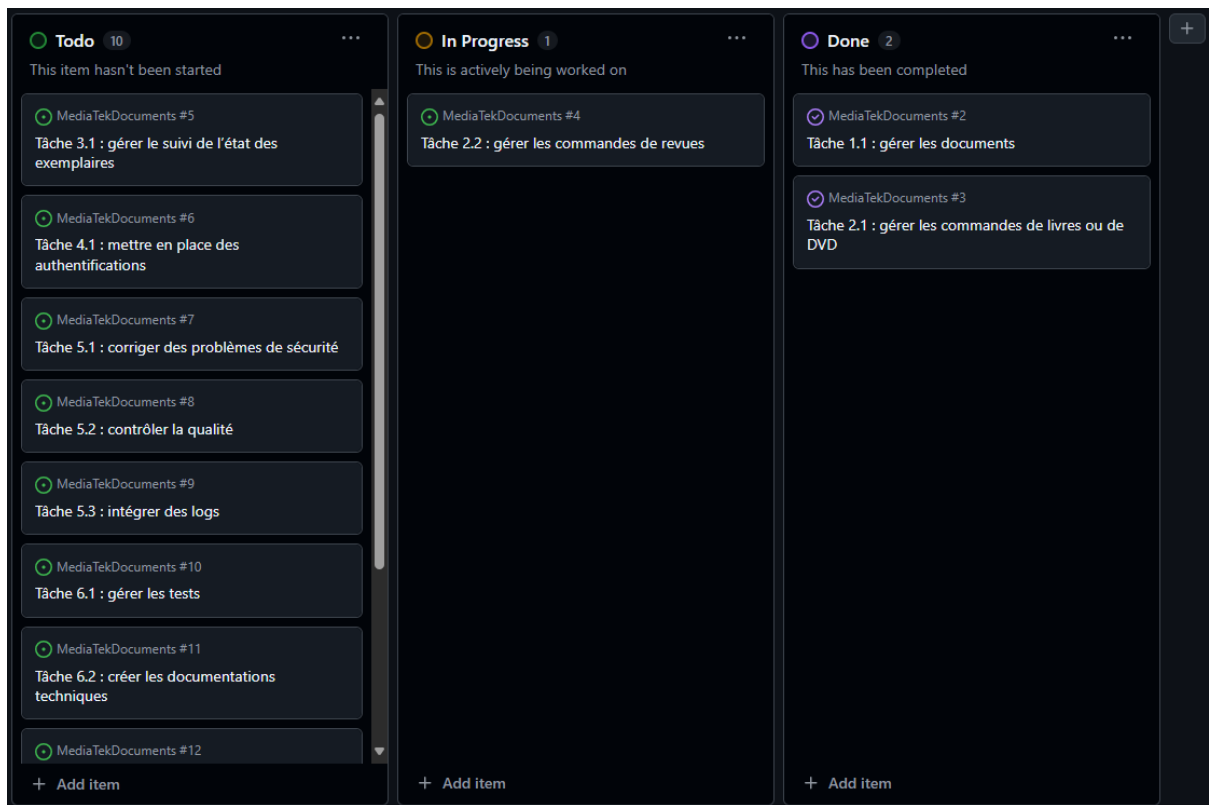 Todo 10
This item hasn't been started
MediaTekDocuments #5
Tâche 3.1 : gérer le suivi de l'état des
exemplaires
MediaTekDocuments #6
Tâche 4.1 : mettre en place des
authentifications
MediaTekDocuments #7
Tâche 5.1 : corriger des problèmes de sécurité
MediaTekDocuments #8
Tâche 5.2 : contrôler la qualité
MediaTekDocuments #9
Tâche 5.3 : intégrer des logs
MediaTekDocuments #10
Tâche 6.1 : gérer les tests
MediaTekDocuments #11
Tâche 6.2 : créer les documentations
techniques
MediaTekDocuments #12
+ Add item
In Progress 1
This is actively being worked on
MediaTekDocuments #4
Tâche 2.2 : gérer les commandes de revues
+ Add item
Done 2
This has been completed
MediaTekDocuments #2
Tâche 1.1 : gérer les documents
MediaTekDocuments #3
Tâche 2.1 : gérer les commandes de livres ou de
DVD
+ Add item